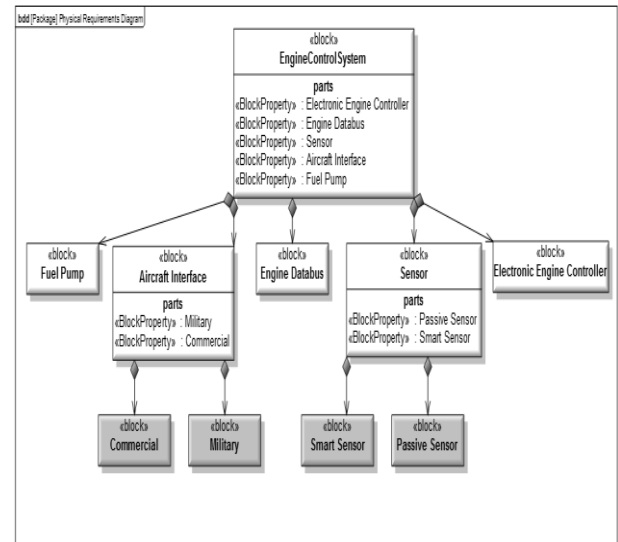 bdd [Package] Physical Requirements Diagram
«block»
EngineControlSystem
parts
«BlockProperty» : Electronic Engine Controller
«BlockProperty» : Engine Databus
«BlockProperty» : Sensor
«BlockProperty» : Aircraft Interface
«BlockProperty» : Fuel Pump
«block»
Fuel Pump
«block»
Aircraft Interface
parts
«BlockProperty» : Military
«BlockProperty» : Commercial
«block»
Engine Databus
«block»
Sensor
parts
«BlockProperty» : Passive Sensor
«BlockProperty» : Smart Sensor
«block»
Electronic Engine Controller
«block»
Commercial
«block»
Military
«block»
Smart Sensor
«block»
Passive Sensor